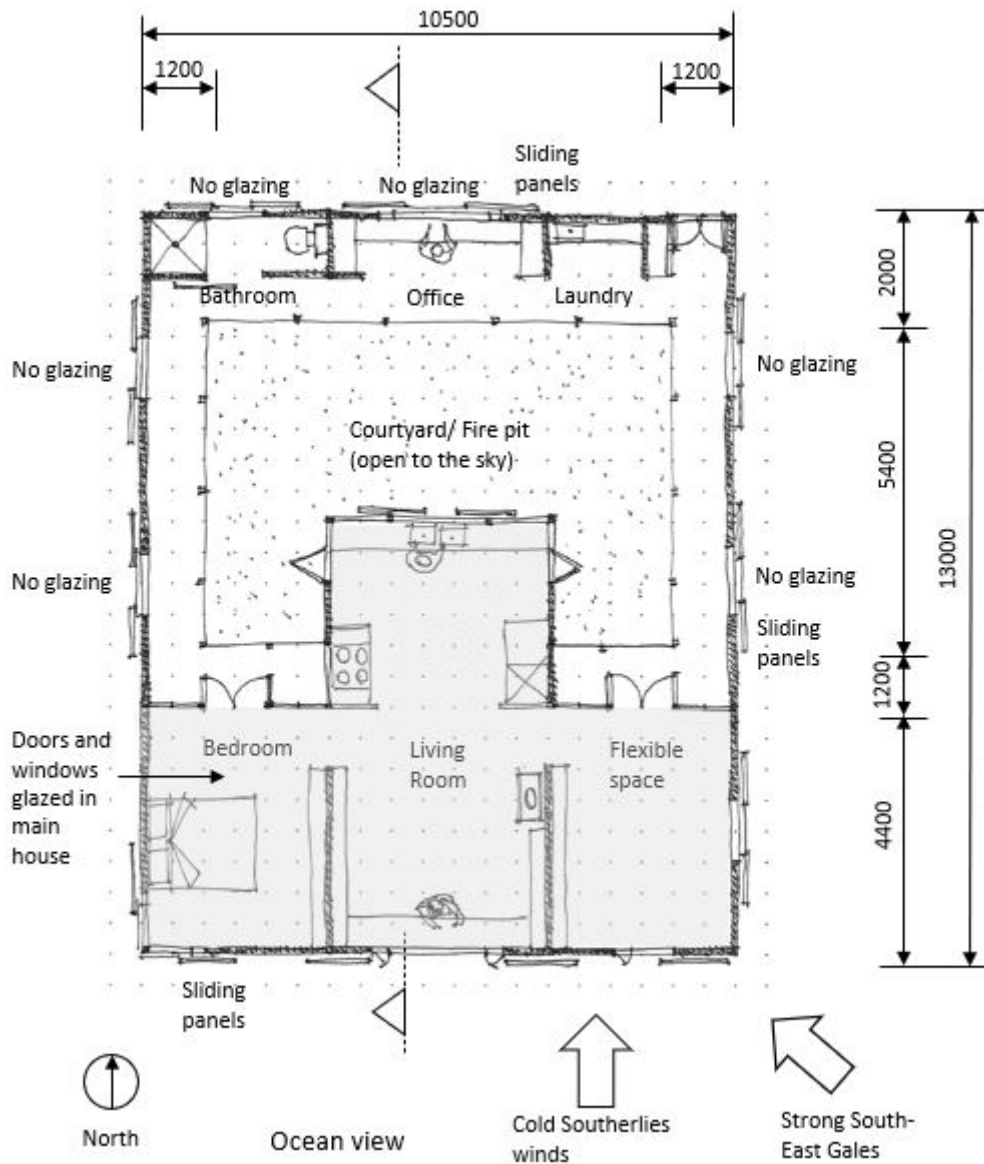 10500
1200
1200
Sliding
panels
No glazing
No glazing
Bathroom
Office
Laundry
2000
No glazing
No glazing
Courtyard/ Fire pit
(open to the sky)
5400
13000
No glazing
No glazing
Sliding
panels
1200
Doors and
windows
glazed in
main
house
Bedroom
Living
Room
Flexible
space
4400
Sliding
panels
North
Ocean view
Cold Southerlies
winds
Strong South-
East Gales